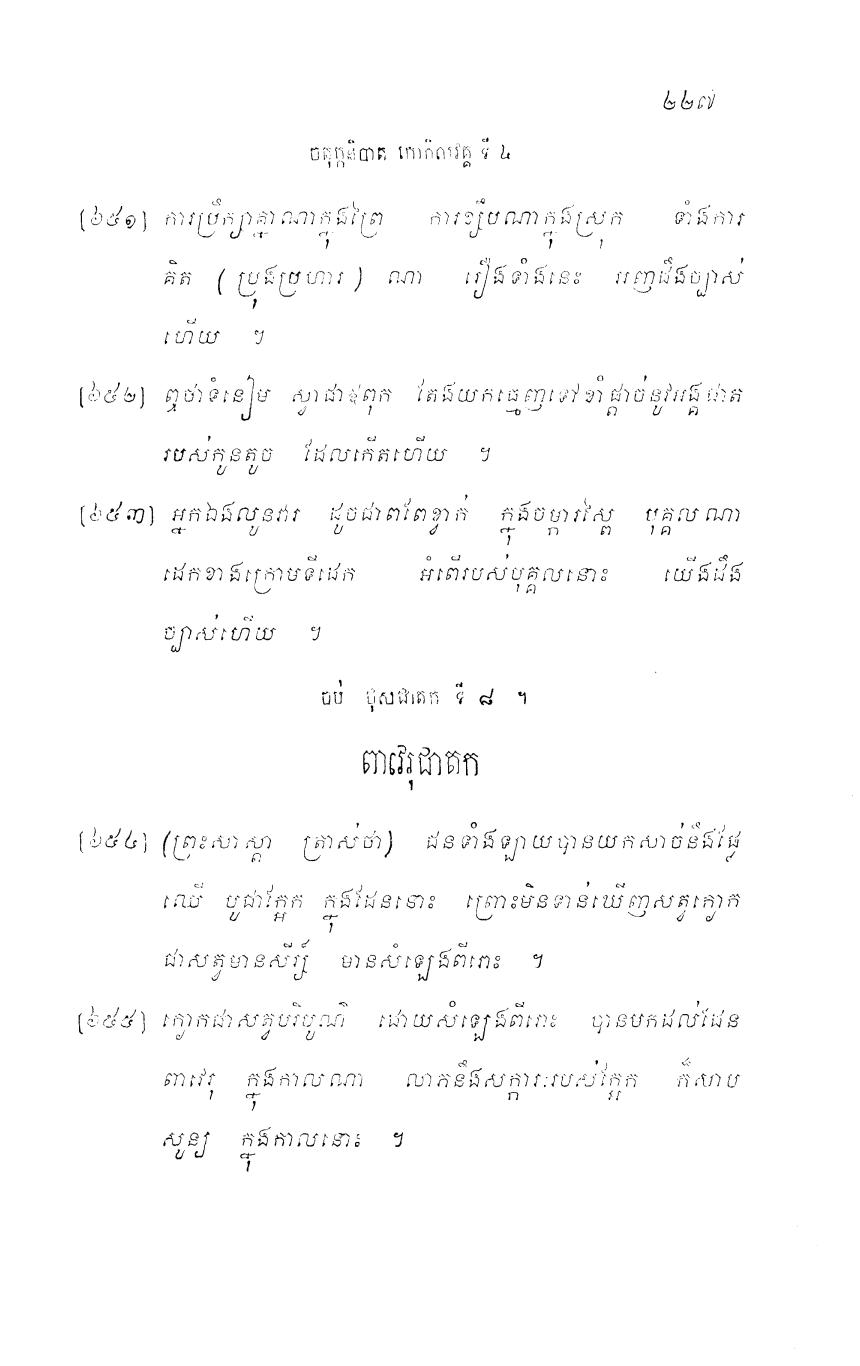 ២២៧
ចតុក្កនិបាត កោកិលវគ្គ ទី ៤
[៦៥១] ការប្រឹក្សាគ្នាណាក្នុងព្រៃ ការខ្សឹបណាក្នុងស្រុក ទាំងការ
គិត (ប្រុងប្រហារ) ណា រឿងទាំងនេះ អញដឹងច្បាស់
ហើយ ។
[៦៥២] ឮថាទំនៀម ស្វាជាឪពុក តែងយកធ្មេញទៅខាំផ្តាច់នូវអង្គជាត
របស់កូនតូច ដែលកើតហើយ ។
[៦៥៣] អ្នកឯងលូនវារ ដូចជាពពែខ្វាក់ ក្នុងចម្ការស្ពៃ បុគ្គលណា
ដេកខាងក្រោមទីដេក អំពើរបស់បុគ្គលនោះ យើងដឹង
ច្បាស់ហើយ ។
ចប់ ថុសជាតក ទី ៨ ។
ពាវេរុជាតក
[៦៥៤] (ព្រះសាស្តា ត្រាស់ថា) ជនទាំងឡាយបានយកសាច់នឹងផ្លែ
ឈើ បូជាក្អែក ក្នុងដែននោះ ព្រោះមិនទាន់ឃើញសត្វក្ងោក
ជាសត្វមានសិរ្សី មានសំឡេងពីរោះ ។
[៦៥៥] ក្ងោកជាសត្វបរិបូណ៌ ដោយសំឡេងពីរោះ បានមកដល់ដែន
ពាវេរុ ក្នុងកាលណា លាភនឹងសក្ការៈរបស់ក្អែក ក៏សាប
សូន្យ ក្នុងកាលនោះ ។